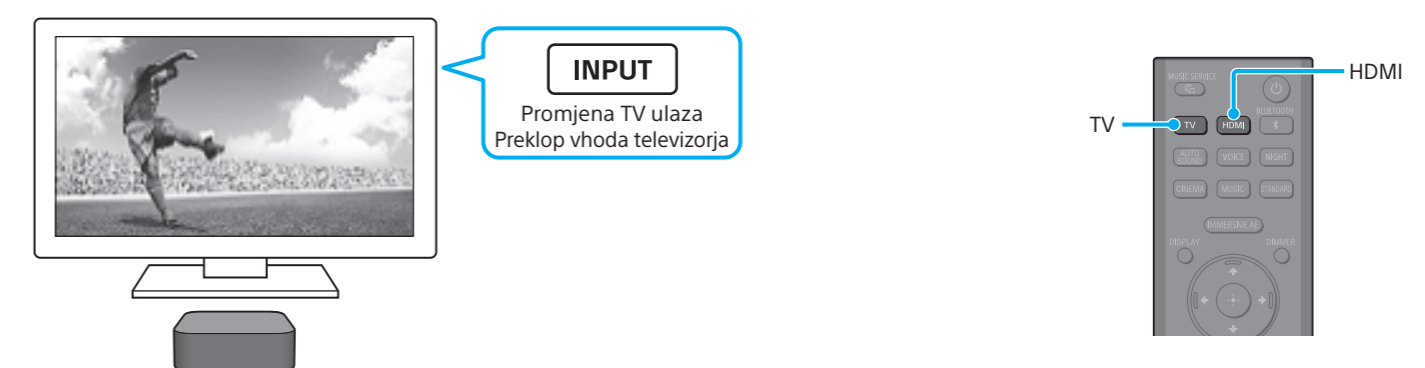 INPUT
Promjena TV ulaza
Preklop vhoda televizorja
HDMI
TV
MUSIC SERVICE
BLUETOOTH
TV
HDMI
AUTO
SOUND
VOICE
NIGHT
CINEMA
MUSIC
STANDARD
IMMERSIVE AE
DISPLAY
DIMMER